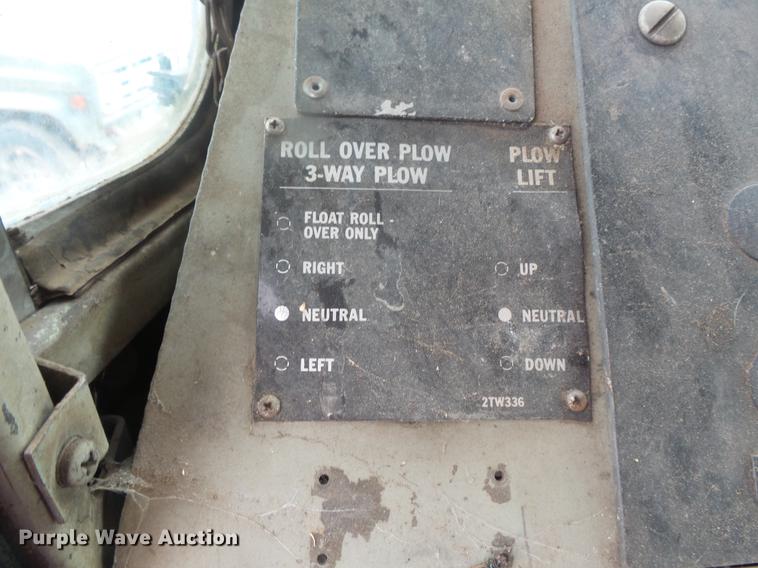 ROLL OVER PLOW
3-WAY PLOW
FLOAT ROLL -
OVER ONLY
RIGHT
NEUTRAL
LEFT
PLOW
LIFT
UP
NEUTRAL
DOWN
2TW336
Purple Wave Auction